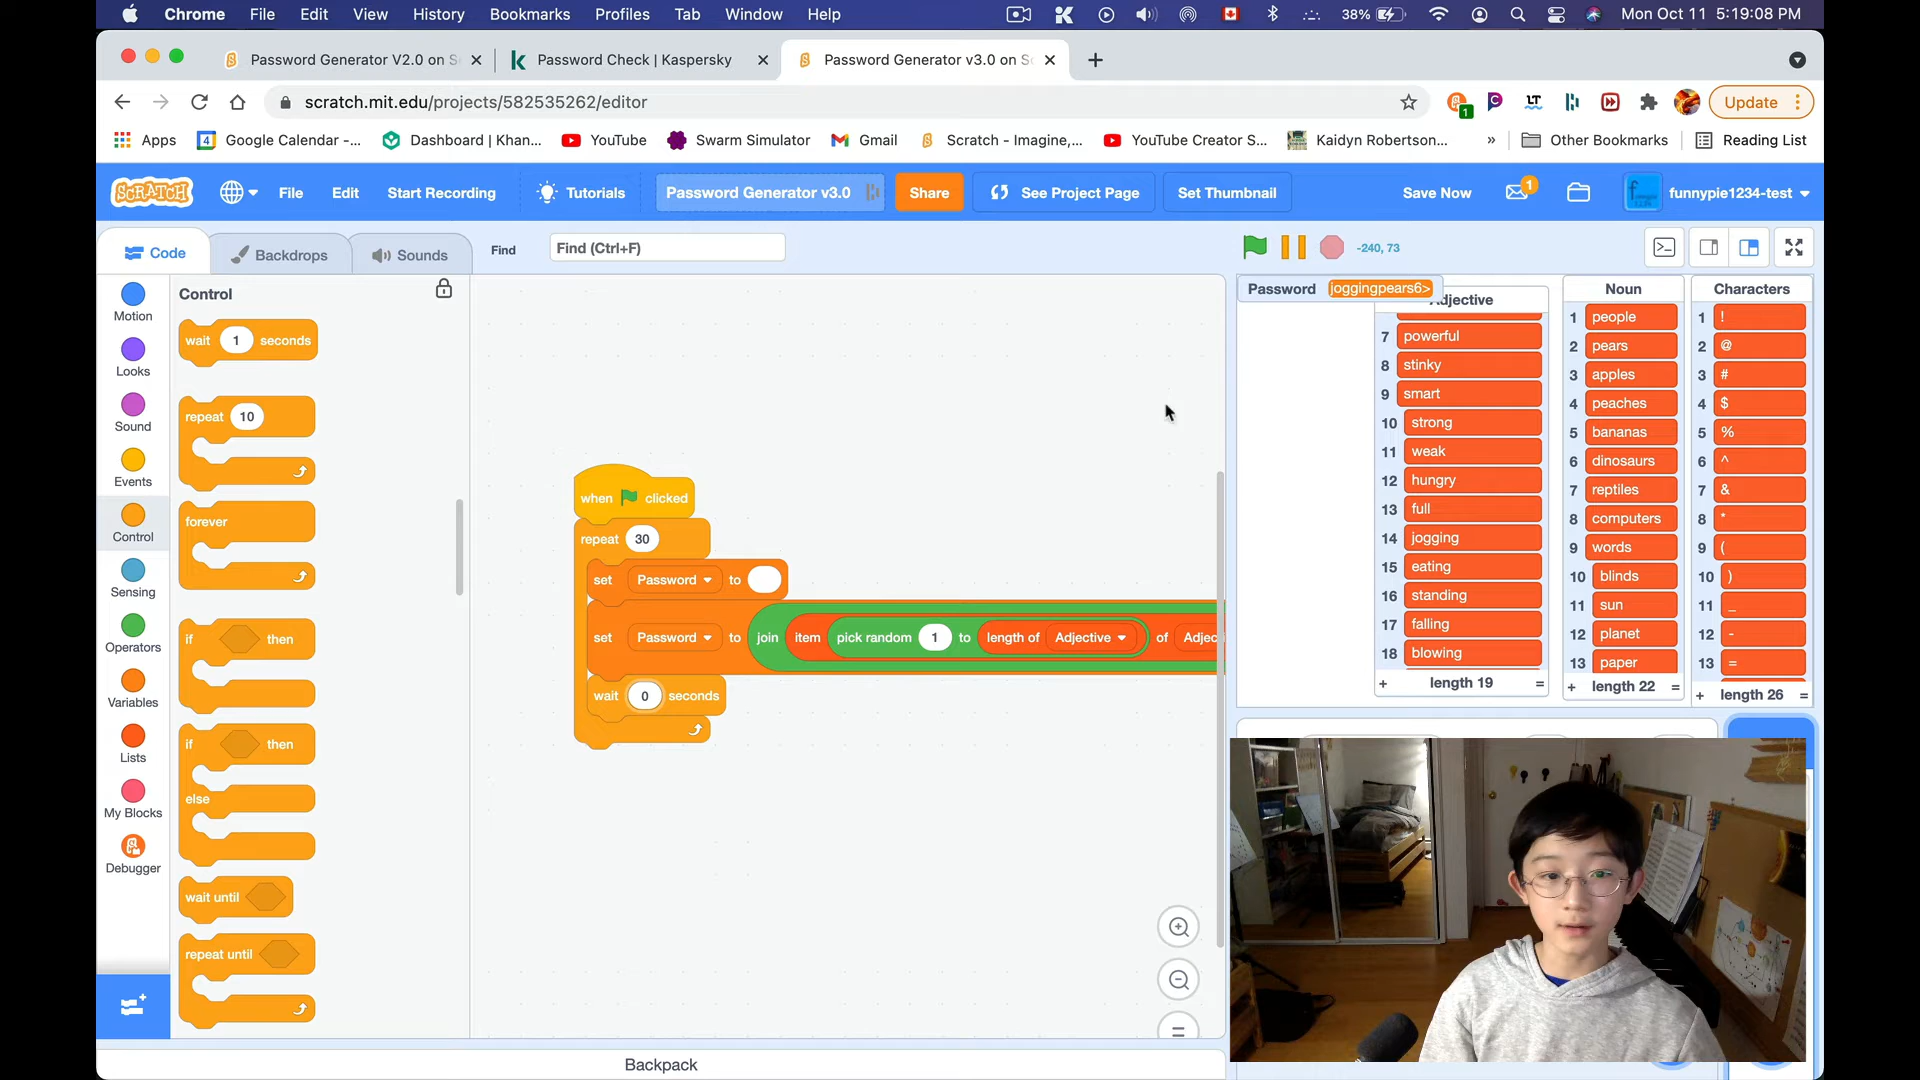 Chrome File Edit View History Bookmarks Profiles Tab Window Help 38% Mon Oct 11 5:19:08 PM
Password Generator V2.0 on S Password Check | Kaspersky Password Generator v3.0 on Sc
scratch.mit.edu/projects/582535262/editor 1 LT Update
Apps 4 Google Calendar -... Dashboard | Khan... YouTube Swarm Simulator Gmail Scratch - Imagine,... YouTube Creator S... Kaidyn Robertson... » Other Bookmarks Reading List
SCRATCH File Edit Start Recording Tutorials Password Generator v3.0 Share See Project Page Set Thumbnail Save Now 1 funnypie1234-test
Code Backdrops Sounds Find Find (Ctrl+F) -240, 73
Motion
Looks
Sound
Events
Control
Sensing
Operators
Variables
Lists
My Blocks
Debugger
Control
wait 1 seconds
repeat 10
forever
if then
if then
else
wait until
repeat until
when clicked
repeat 30
set Password to
set Password to join item pick random 1 to length of Adjective of Adjec
wait 0 seconds
Password joggingpears6>
Adjective
7 powerful
8 stinky
9 smart
10 strong
11 weak
12 hungry
13 full
14 jogging
15 eating
16 standing
17 falling
18 blowing
+ length 19 =
Noun
1 people
2 pears
3 apples
4 peaches
5 bananas
6 dinosaurs
7 reptiles
8 computers
9 words
10 blinds
11 sun
12 planet
13 paper
+ length 22 =
Characters
1 !
2 @
3 #
4 $
5 %
6 ^
7 &
8 *
9 (
10 )
11 _
12 -
13 =
+ length 26 =
Backpack